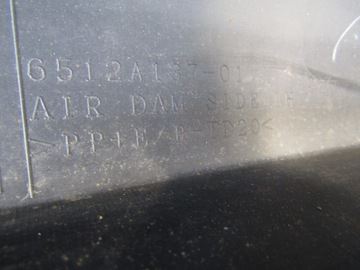 6512A137-01
AIR DAM SIDE
>PP+E/P-TD20<